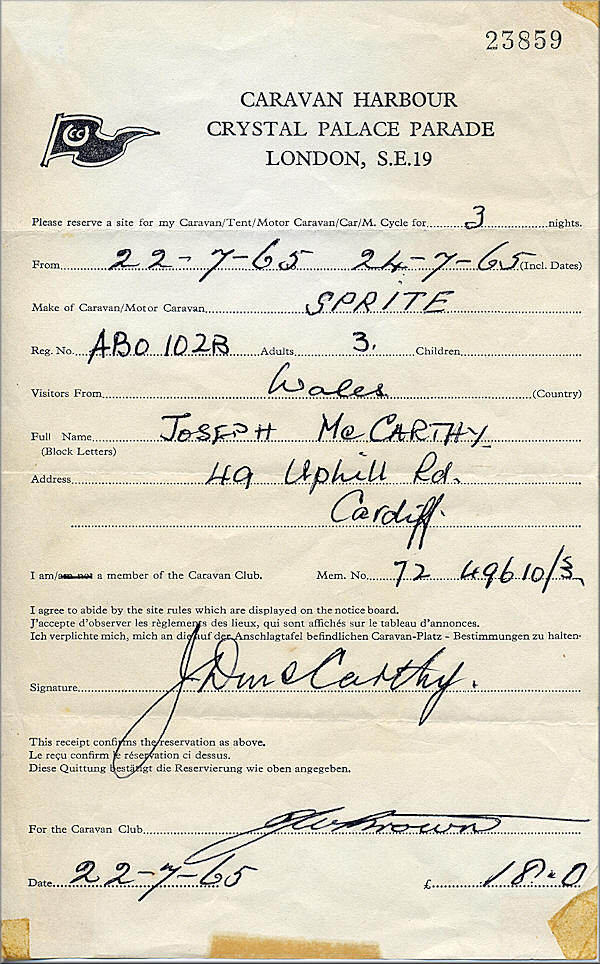 23859
CC
CARAVAN HARBOUR
CRYSTAL PALACE PARADE
LONDON, S.E.19
Please reserve a site for my Caravan/Tent/Motor Caravan/Car/M. Cycle for 3 nights.
From 22-7-65 24-7-65 (Incl. Dates)
Make of Caravan/Motor Caravan SPRITE
Reg. No. ABO 102B Adults 3. Children
Visitors From Wales (Country)
Full Name JOSEPH McCARTHY
(Block Letters)
Address 49 Uphill Rd.
Cardiff.
I am/am not a member of the Caravan Club. Mem. No. 72 49610/S
I agree to abide by the site rules which are displayed on the notice board.
J'accepte d'observer les règlements des lieux, qui sont affichés sur le tableau d'annonces.
Ich verplichte mich, mich an die auf der Anschlagtafel befindlichen Caravan-Platz - Bestimmungen zu halten.
Signature J D McCarthy.
This receipt confirms the reservation as above.
Le reçu confirm le réservation ci dessus.
Diese Quittung bestätigt die Reservierung wie oben angegeben.
For the Caravan Club Brown
Date 22-7-65 £ 18-0